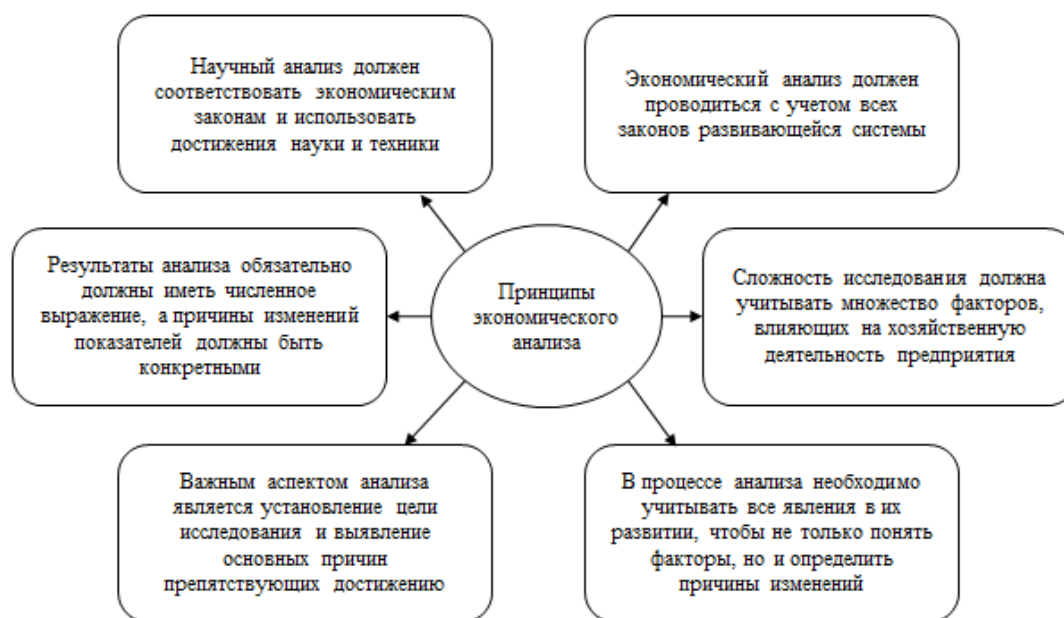 Научный анализ должен
соответствовать экономическим
законам и использовать
достижения науки и техники
Экономический анализ должен
проводиться с учетом всех
законов развивающейся системы
Результаты анализа обязательно
должны иметь численное
выражение, а причины изменений
показателей должны быть
конкретными
Принципы
экономического
анализа
Сложность исследования должна
учитывать множество факторов,
влияющих на хозяйственную
деятельность предприятия
Важным аспектом анализа
является установление цели
исследования и выявление
основных причин
препятствующих достижению
В процессе анализа необходимо
учитывать все явления в их
развитии, чтобы не только понять
факторы, но и определить
причины изменений